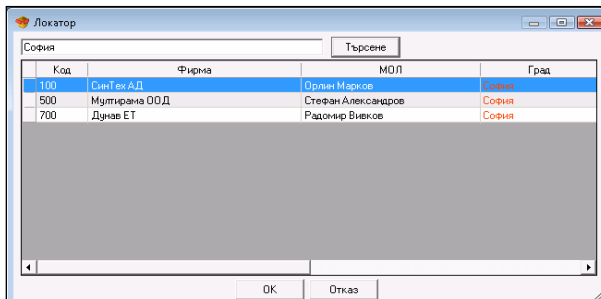 Локатор
София Търсене
Код Фирма МОЛ Град
100 СинТех АД Орлин Марков София
500 Мултирама ООД Стефан Александров София
700 Дунав ЕТ Радомир Вивков София
OK Отказ